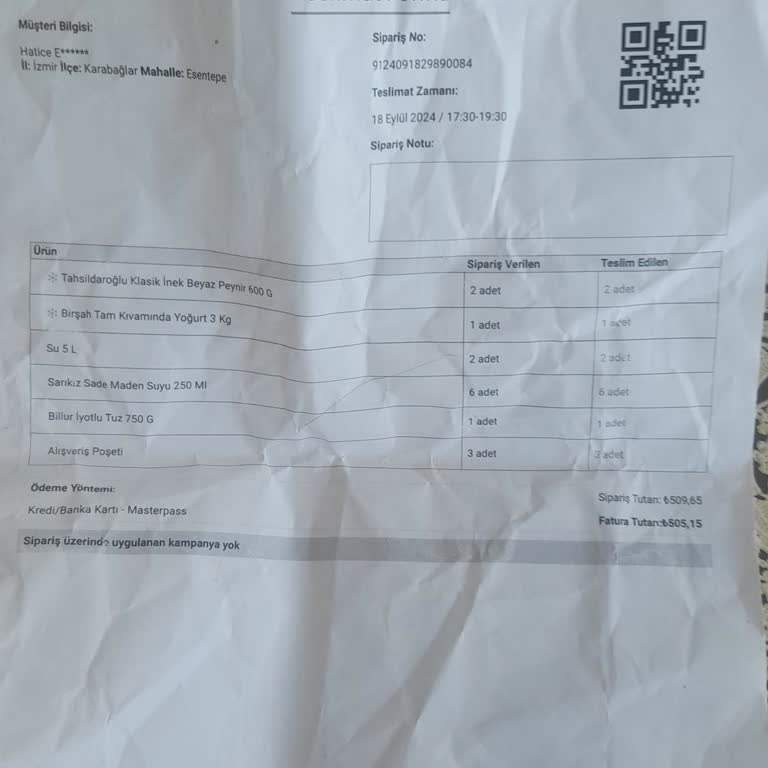 Müşteri Bilgisi:
Hatice E******
İl: İzmir İlçe: Karabağlar Mahalle: Esentepe
Sipariş No:
9124091829890084
Teslimat Zamanı:
18 Eylül 2024 / 17:30-19:30
Sipariş Notu:
Ürün Sipariş Verilen Teslim Edilen
Tahsildaroğlu Klasik İnek Beyaz Peynir 600 G 2 adet 2 adet
Birşah Tam Kıvamında Yoğurt 3 Kg 1 adet 1 adet
Su 5 L 2 adet 2 adet
Sarıkız Sade Maden Suyu 250 Ml 6 adet 6 adet
Billur İyotlu Tuz 750 G 1 adet 1 adet
Alışveriş Poşeti 3 adet 3 adet
Ödeme Yöntemi:
Kredi/Banka Kartı - Masterpass
Sipariş Tutarı: ₺509,65
Fatura Tutarı:₺505,15
Sipariş üzerinde uygulanan kampanya yok